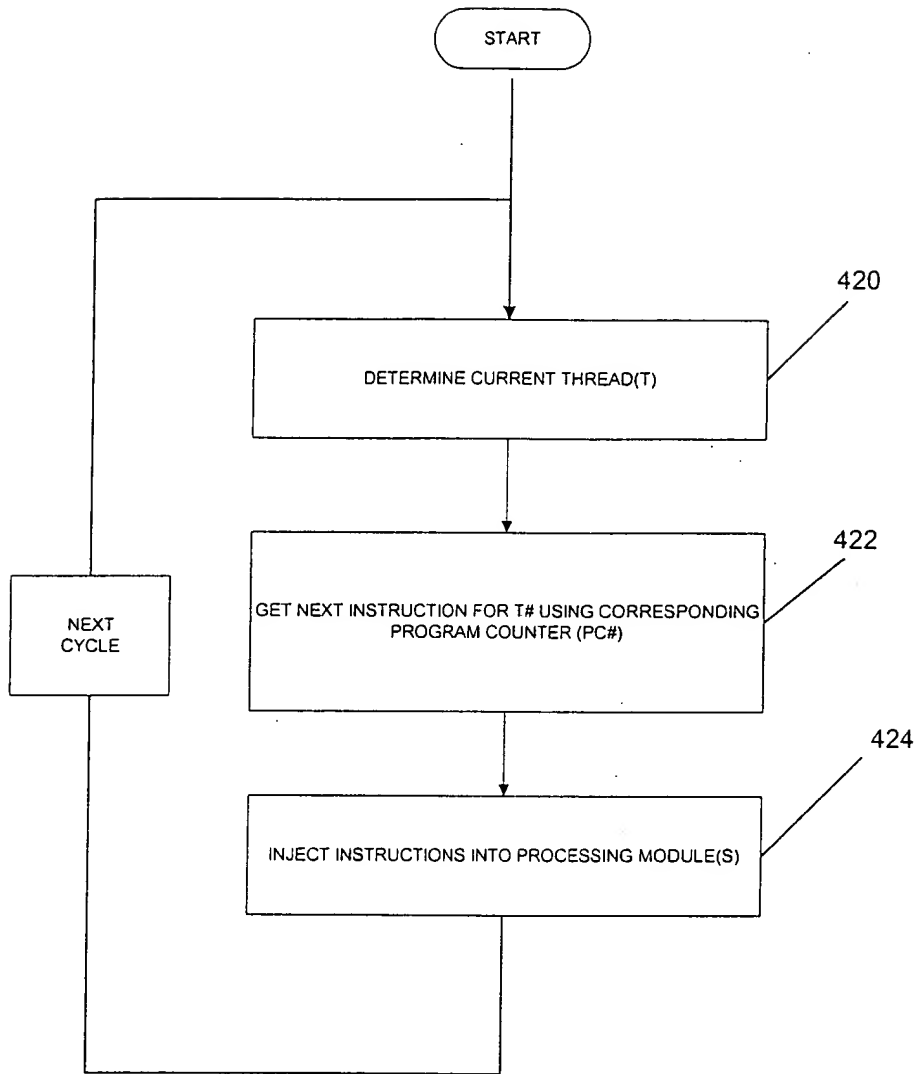 START
420
DETERMINE CURRENT THREAD(T)
422
GET NEXT INSTRUCTION FOR T# USING CORRESPONDING
PROGRAM COUNTER (PC#)
NEXT
CYCLE
424
INJECT INSTRUCTIONS INTO PROCESSING MODULE(S)